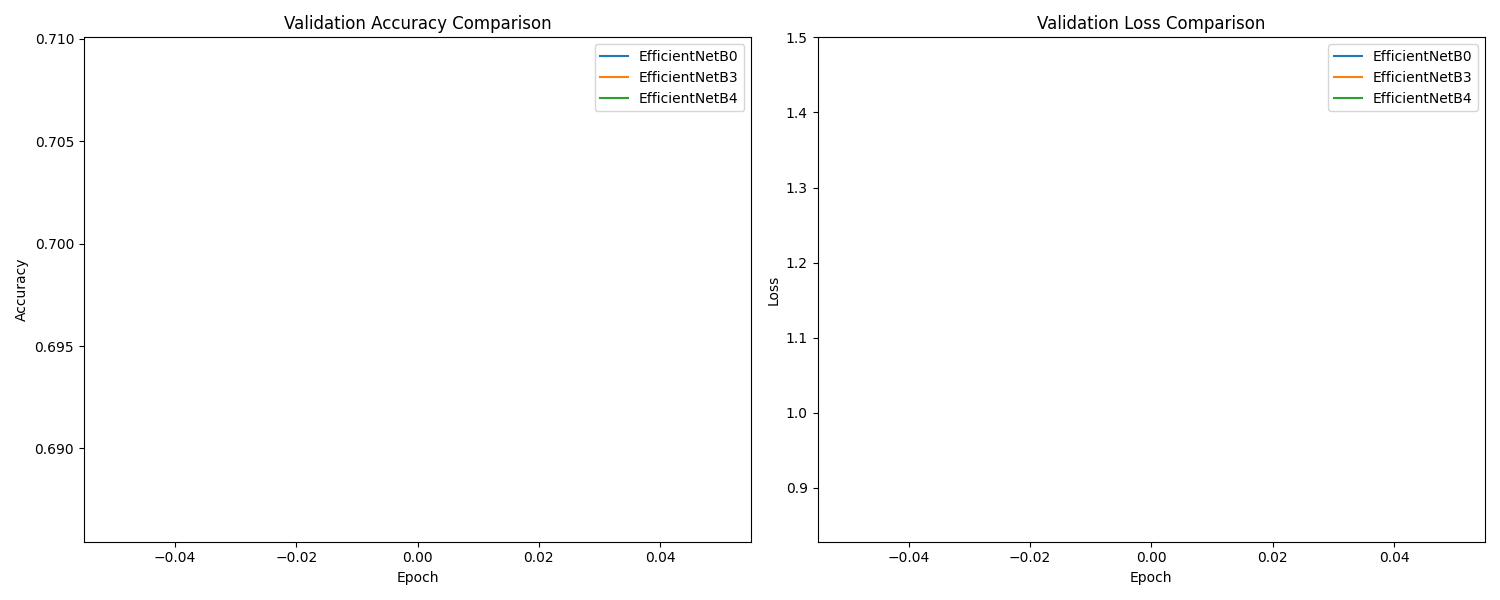 Validation Accuracy Comparison
0.710
0.705
0.700
0.695
0.690
Accuracy
−0.04 −0.02 0.00 0.02 0.04
Epoch
EfficientNetB0
EfficientNetB3
EfficientNetB4
Validation Loss Comparison
1.5
1.4
1.3
1.2
1.1
1.0
0.9
Loss
−0.04 −0.02 0.00 0.02 0.04
Epoch
EfficientNetB0
EfficientNetB3
EfficientNetB4